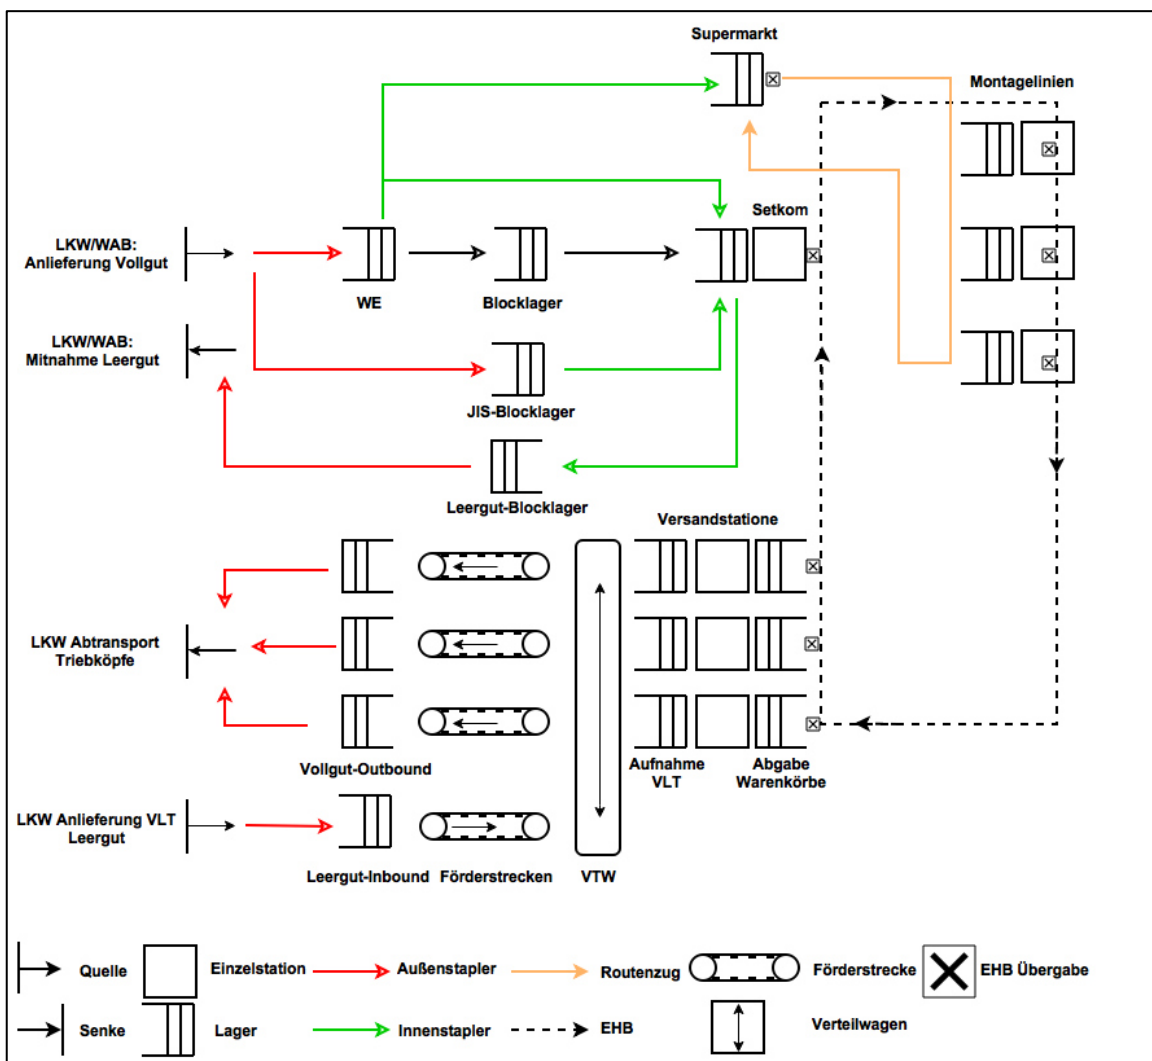 Supermarkt
Montagelinien
Setkom
LKW/WAB:
Anlieferung Vollgut
WE
Blocklager
LKW/WAB:
Mitnahme Leergut
JIS-Blocklager
Leergut-Blocklager
Versandstatione
LKW Abtransport
Triebköpfe
Vollgut-Outbound
Aufnahme
VLT
Abgabe
Warenkörbe
LKW Anlieferung VLT
Leergut
Leergut-Inbound
Förderstrecken
VTW
Quelle
Einzelstation
Außenstapler
Routenzug
Förderstrecke
EHB Übergabe
Senke
Lager
Innenstapler
EHB
Verteilwagen